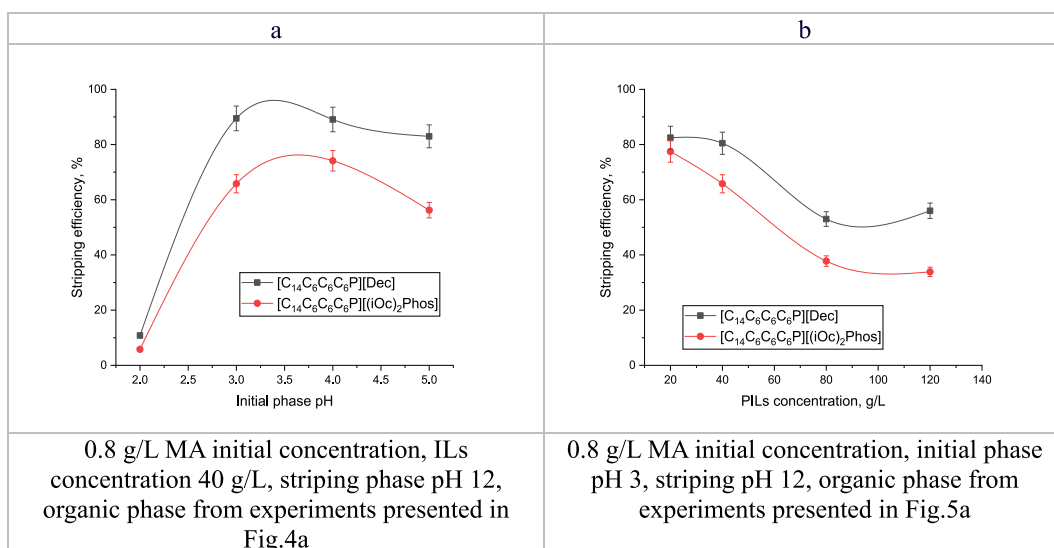 a
b
100
80
60
40
20
0
Stripping efficiency, %
[C₁₄C₆C₆C₆P][Dec]
[C₁₄C₆C₆C₆P][(iOc)₂Phos]
2.0 2.5 3.0 3.5 4.0 4.5 5.0
Initial phase pH
100
80
60
40
20
0
Stripping efficiency, %
[C₁₄C₆C₆C₆P][Dec]
[C₁₄C₆C₆C₆P][(iOc)₂Phos]
20 40 60 80 100 120 140
PILs concentration, g/L
0.8 g/L MA initial concentration, ILs
concentration 40 g/L, striping phase pH 12,
organic phase from experiments presented in
Fig.4a
0.8 g/L MA initial concentration, initial phase
pH 3, striping pH 12, organic phase from
experiments presented in Fig.5a